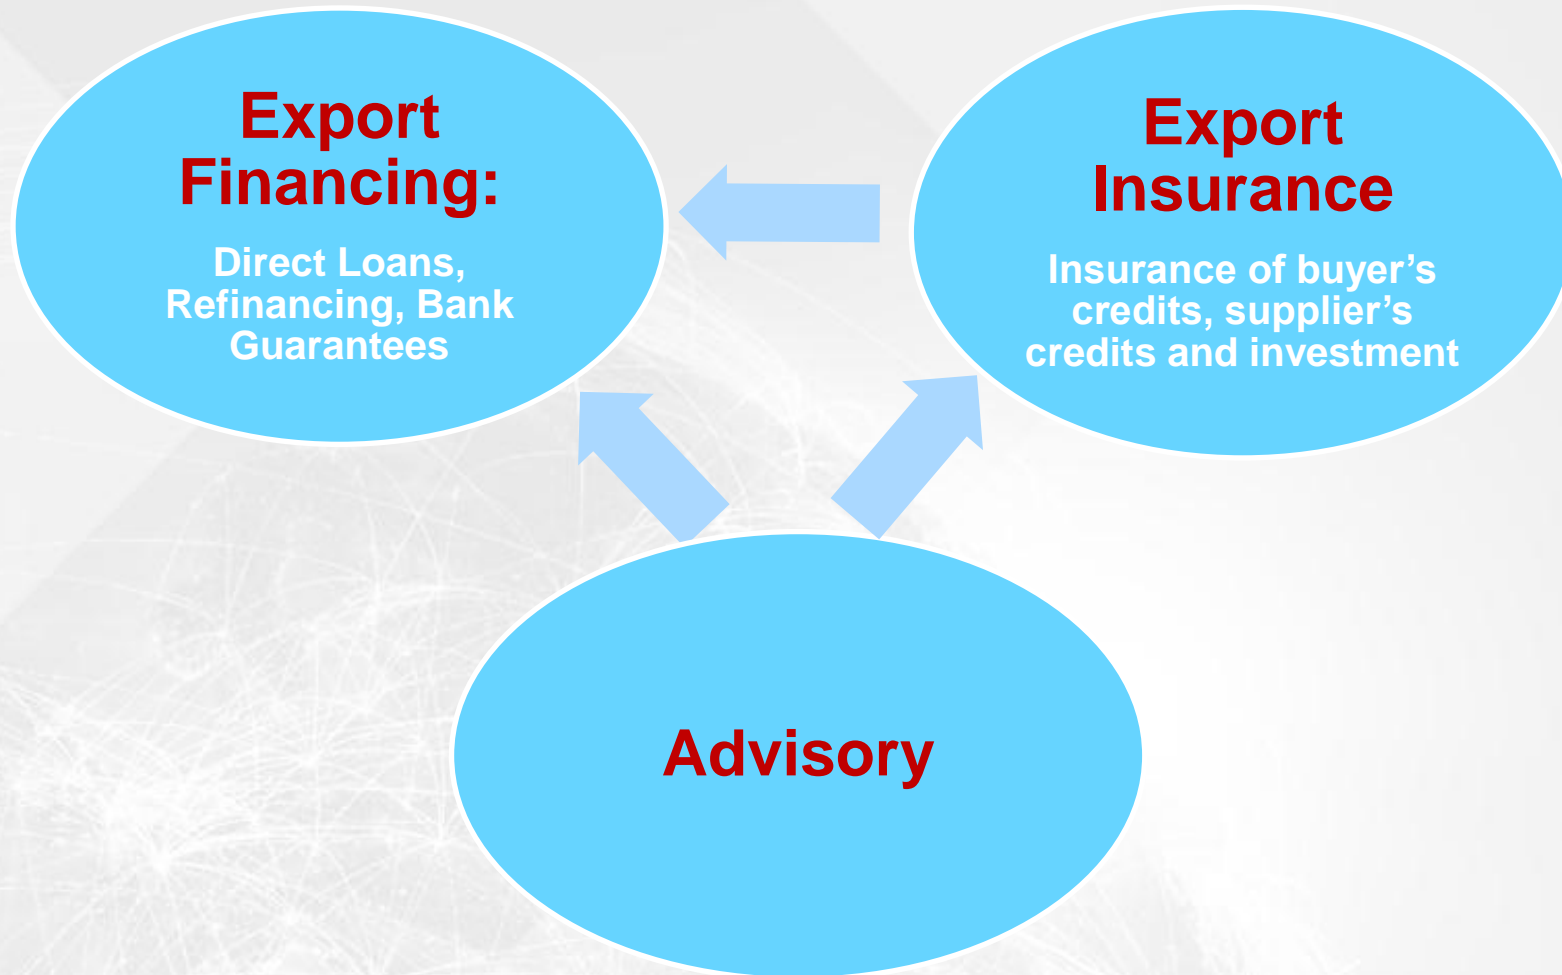 Export
Financing:
Direct Loans,
Refinancing, Bank
Guarantees
Export
Insurance
Insurance of buyer’s
credits, supplier’s
credits and investment
Advisory